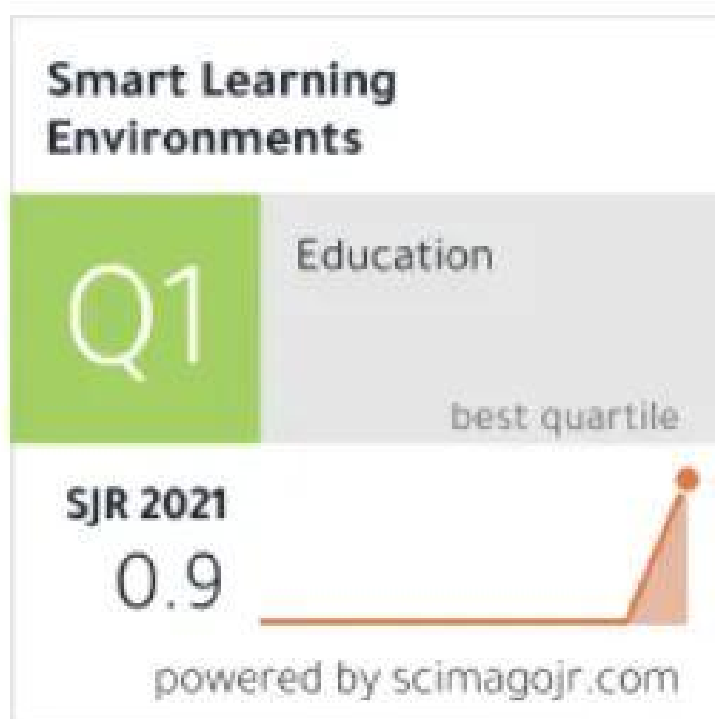 Smart Learning
Environments
Q1
Education
best quartile
SJR 2021
0.9
powered by scimagojr.com